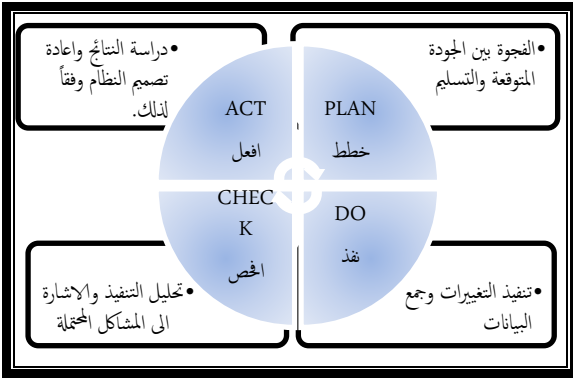 •الفجوة بين الجودة
المتوقعة والتسليم
•دراسة النتائج واعادة
تصميم النظام وفقاً
لذلك.
PLAN
خطط
ACT
افعل
DO
نفذ
CHEC
K
افحص
•تنفيذ التغييرات وجمع
البيانات
•تحليل التنفيذ والاشارة
الى المشاكل المحتملة